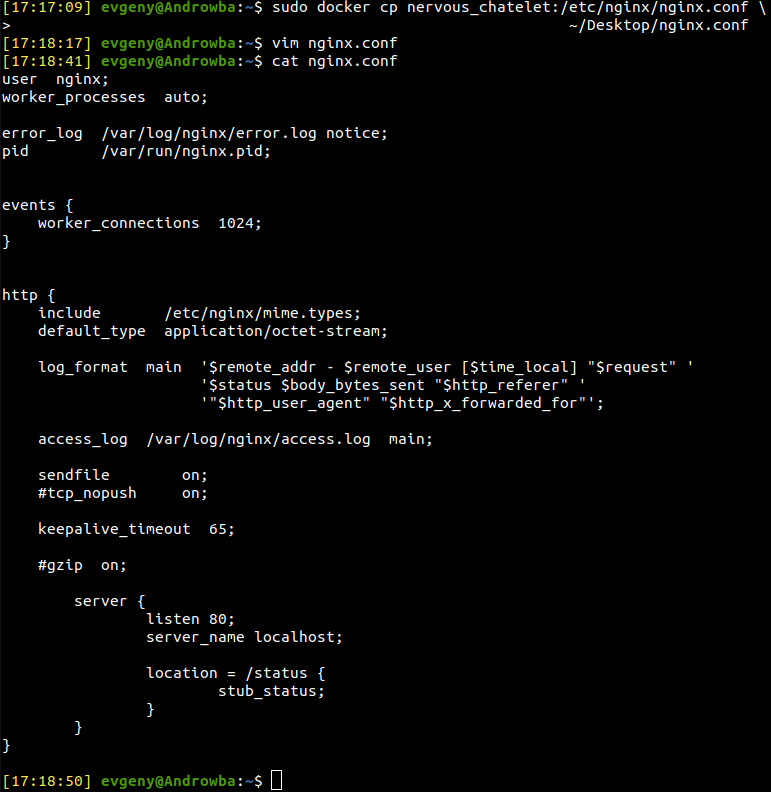 [17:17:09] evgeny@Androwba:~$ sudo docker cp nervous_chatelet:/etc/nginx/nginx.conf \
>                                                              ~/Desktop/nginx.conf
[17:18:17] evgeny@Androwba:~$ vim nginx.conf
[17:18:41] evgeny@Androwba:~$ cat nginx.conf
user  nginx;
worker_processes  auto;

error_log  /var/log/nginx/error.log notice;
pid        /var/run/nginx.pid;


events {
    worker_connections  1024;
}


http {
    include       /etc/nginx/mime.types;
    default_type  application/octet-stream;

    log_format  main  '$remote_addr - $remote_user [$time_local] "$request" '
                      '$status $body_bytes_sent "$http_referer" '
                      '"$http_user_agent" "$http_x_forwarded_for"';

    access_log  /var/log/nginx/access.log  main;

    sendfile        on;
    #tcp_nopush     on;

    keepalive_timeout  65;

    #gzip  on;

        server {
                listen 80;
                server_name localhost;

                location = /status {
                        stub_status;
                }
        }
}

[17:18:50] evgeny@Androwba:~$